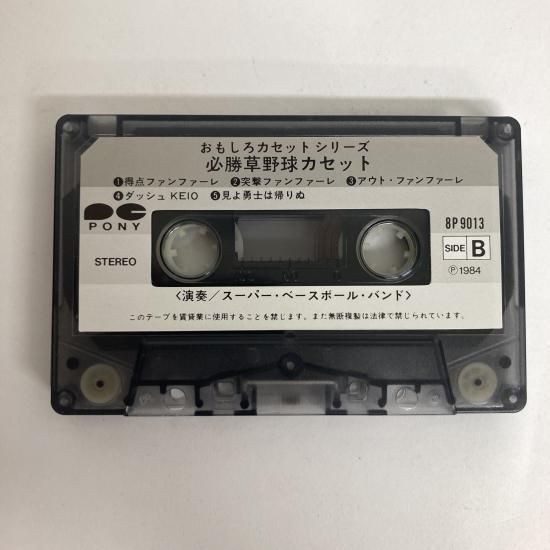 おもしろカセットシリーズ
必勝草野球カセット
❶得点ファンファーレ ❷突撃ファンファーレ ❸アウト・ファンファーレ
❹ダッシュKEIO ❺見よ勇士は帰りぬ
PONY
8P9013
STEREO
SIDE B
Ⓟ1984
〈演奏/スーパー・ベースボール・バンド〉
このテープを賃貸業に使用することを禁じます。また無断複製は法律で禁じられています。